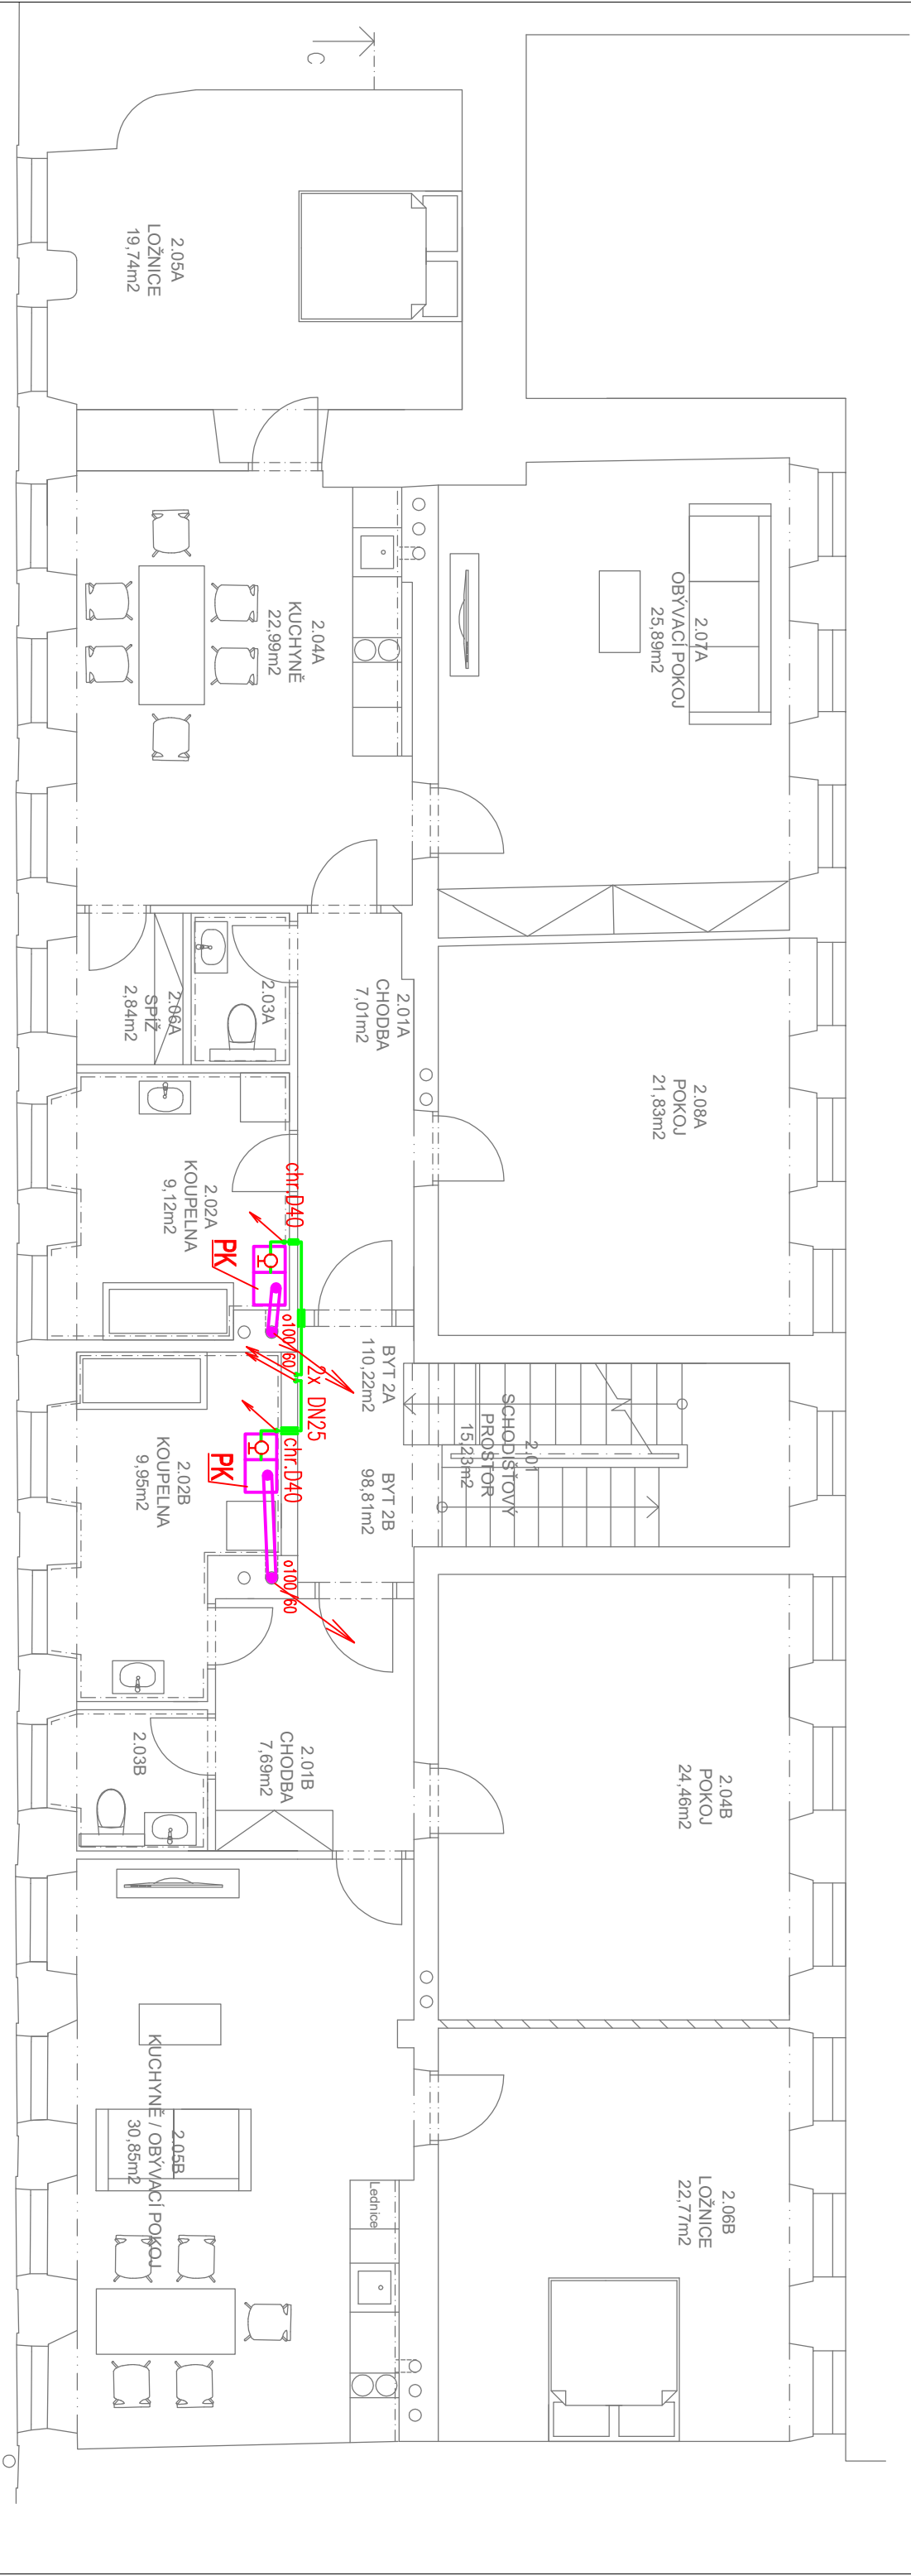 C
2.05A
LOŽNICE
19,74m2
2.04A
KUCHYNĚ
22,99m2
2.07A
OBÝVACÍ POKOJ
25,89m2
2.06A
SPÍŽ
2,84m2
2.03A
2.01A
CHODBA
7,01m2
2.08A
POKOJ
21,83m2
2.02A
KOUPELNA
9,12m2
chr.D40
PK
o100/60
BYT 2A
110,22m2
2x DN25
2.01
SCHODIŠŤOVÝ
PROSTOR
15,23m2
BYT 2B
98,81m2
2.02B
KOUPELNA
9,95m2
chr.D40
PK
o100/60
2.03B
2.01B
CHODBA
7,69m2
2.04B
POKOJ
24,46m2
2.05B
KUCHYNĚ / OBÝVACÍ POKOJ
30,85m2
Lednice
2.06B
LOŽNICE
22,77m2